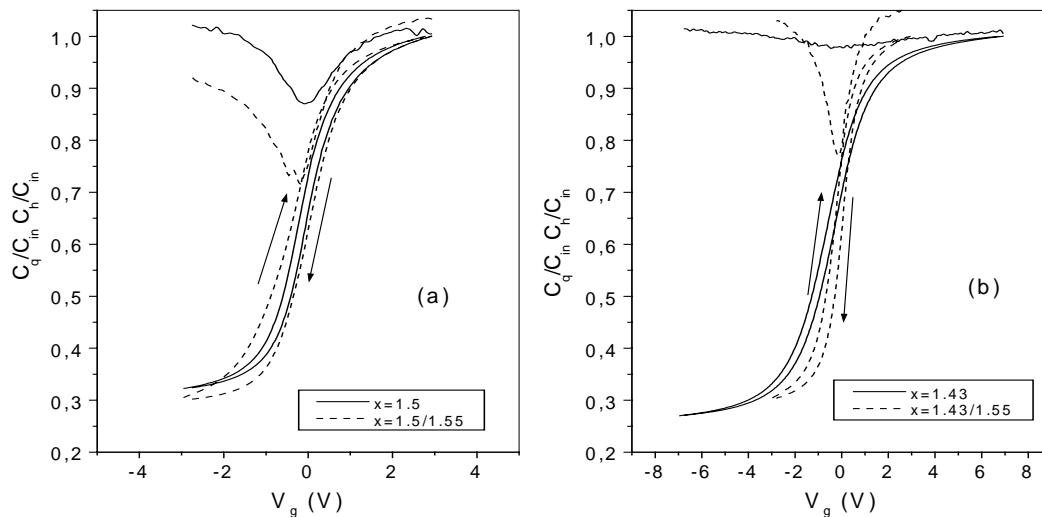 1,0
0,9
0,8
0,7
0,6
0,5
0,4
0,3
0,2
C_q/C_in C_h/C_in
(a)
x=1.5
x=1.5/1.55
-4 -2 0 2 4
V_g (V)
1,0
0,9
0,8
0,7
0,6
0,5
0,4
0,3
0,2
C_q/C_in C_h/C_in
(b)
x=1.43
x=1.43/1.55
-8 -6 -4 -2 0 2 4 6 8
V_g (V)